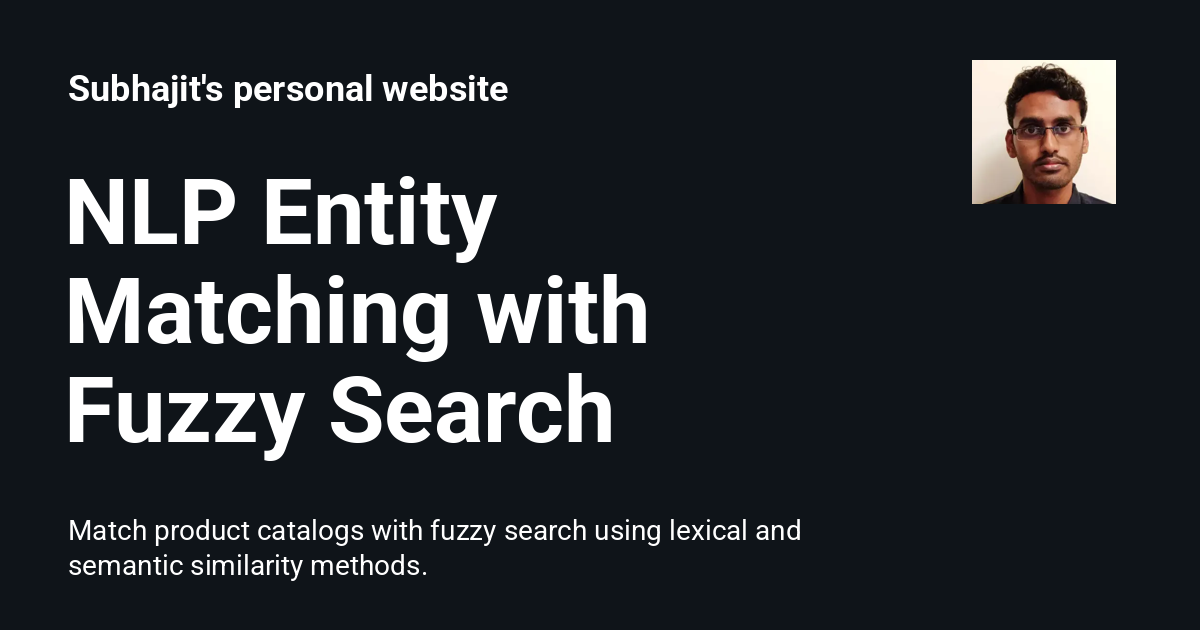 Subhajit's personal website
NLP Entity
Matching with
Fuzzy Search
Match product catalogs with fuzzy search using lexical and
semantic similarity methods.